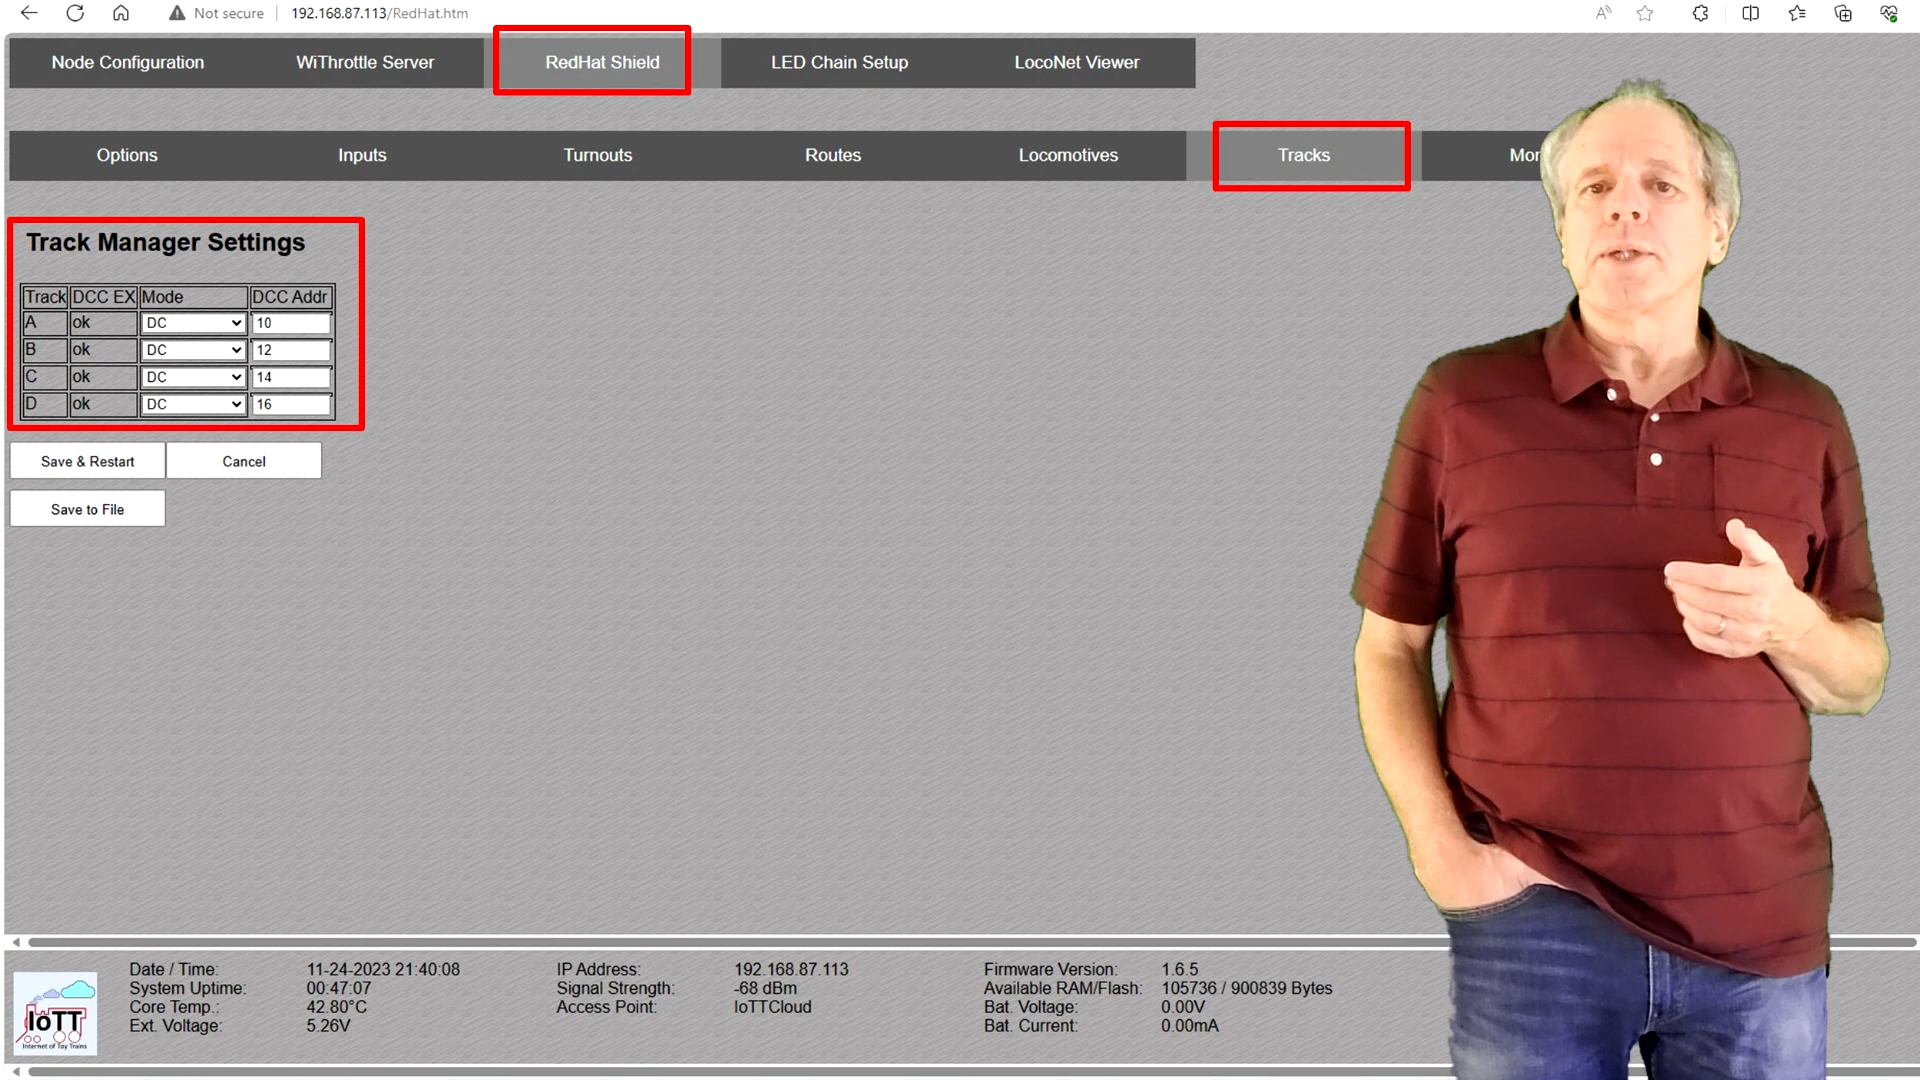 Not secure 192.168.87.113/RedHat.htm
Node Configuration WiThrottle Server RedHat Shield LED Chain Setup LocoNet Viewer
Options Inputs Turnouts Routes Locomotives Tracks Mor
Track Manager Settings
Track DCC EX Mode DCC Addr
A ok DC 10
B ok DC 12
C ok DC 14
D ok DC 16
Save & Restart Cancel
Save to File
Date / Time: 11-24-2023 21:40:08 IP Address: 192.168.87.113 Firmware Version: 1.6.5
System Uptime: 00:47:07 Signal Strength: -68 dBm Available RAM/Flash: 105736 / 900839 Bytes
Core Temp.: 42.80°C Access Point: IoTTCloud Bat. Voltage: 0.00V
Ext. Voltage: 5.26V Bat. Current: 0.00mA
IoTT
Internet of Toy Trains